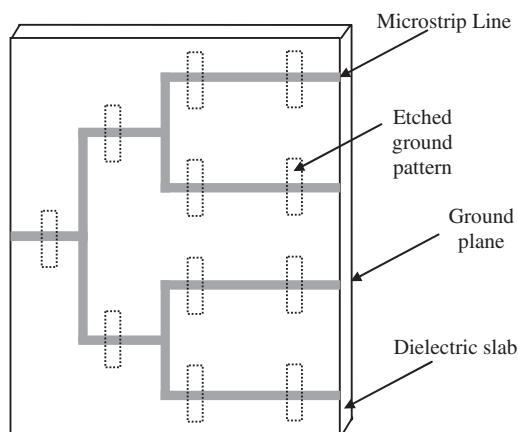 Microstrip Line
Etched
ground
pattern
Ground
plane
Dielectric slab